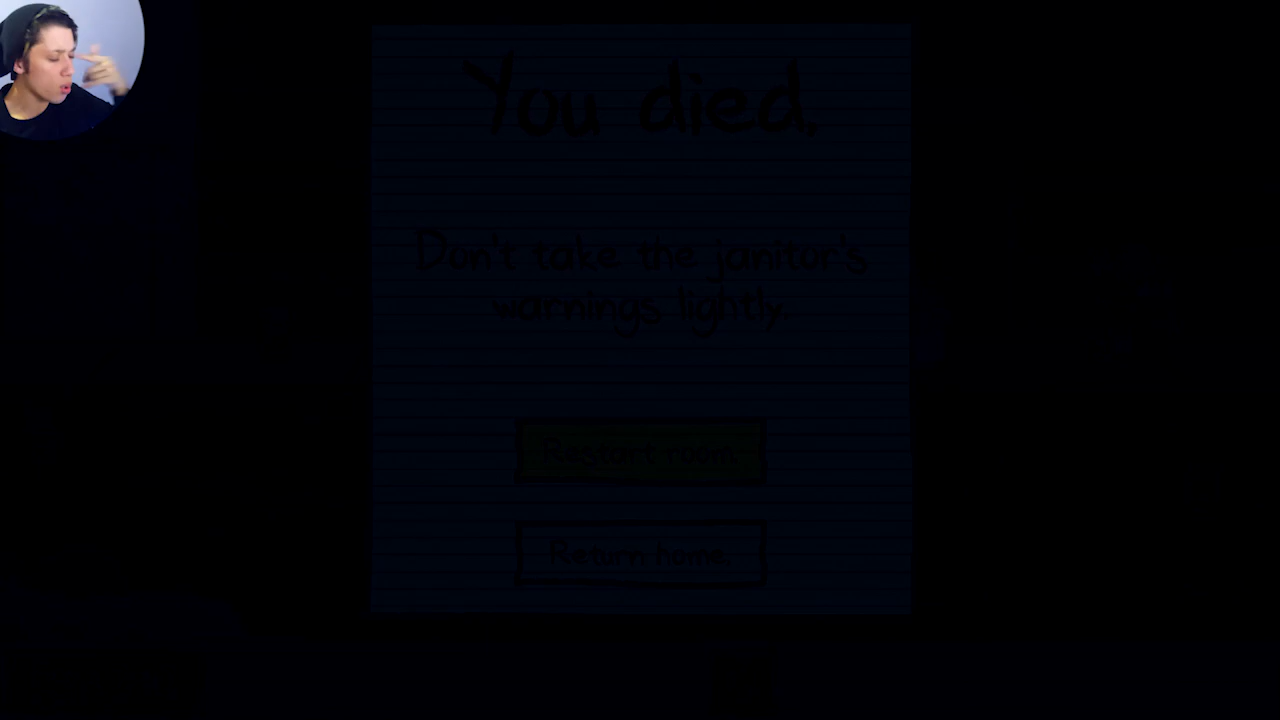 You died.
Don't take the janitor's
warnings lightly.
Restart room.
Return home.